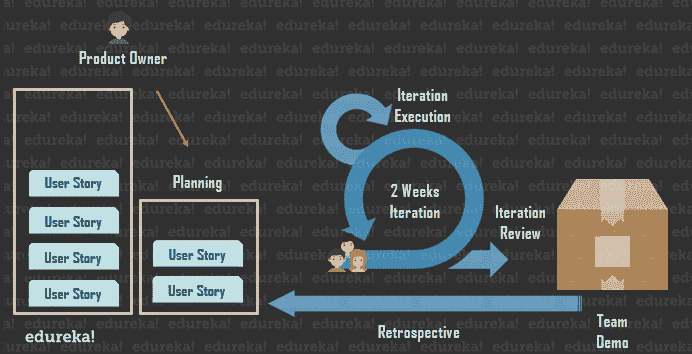 Product Owner
User Story
User Story
User Story
User Story
Planning
User Story
User Story
Iteration
Execution
2 Weeks
Iteration
Iteration
Review
Retrospective
Team
Demo
edureka!